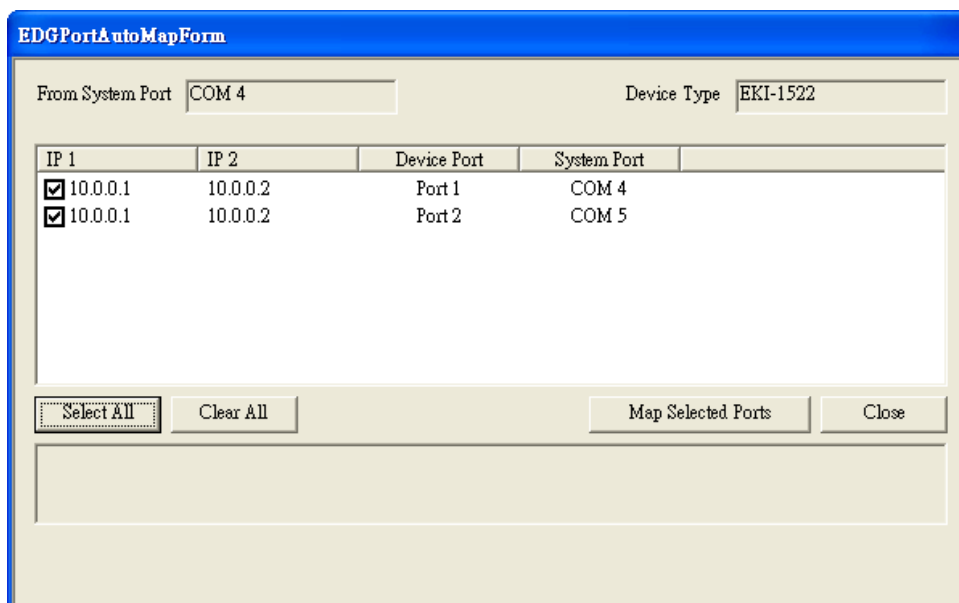 EDGPortAutoMapForm
From System Port COM 4 Device Type EKI-1522
IP 1 IP 2 Device Port System Port
10.0.0.1 10.0.0.2 Port 1 COM 4
10.0.0.1 10.0.0.2 Port 2 COM 5
Select All Clear All Map Selected Ports Close